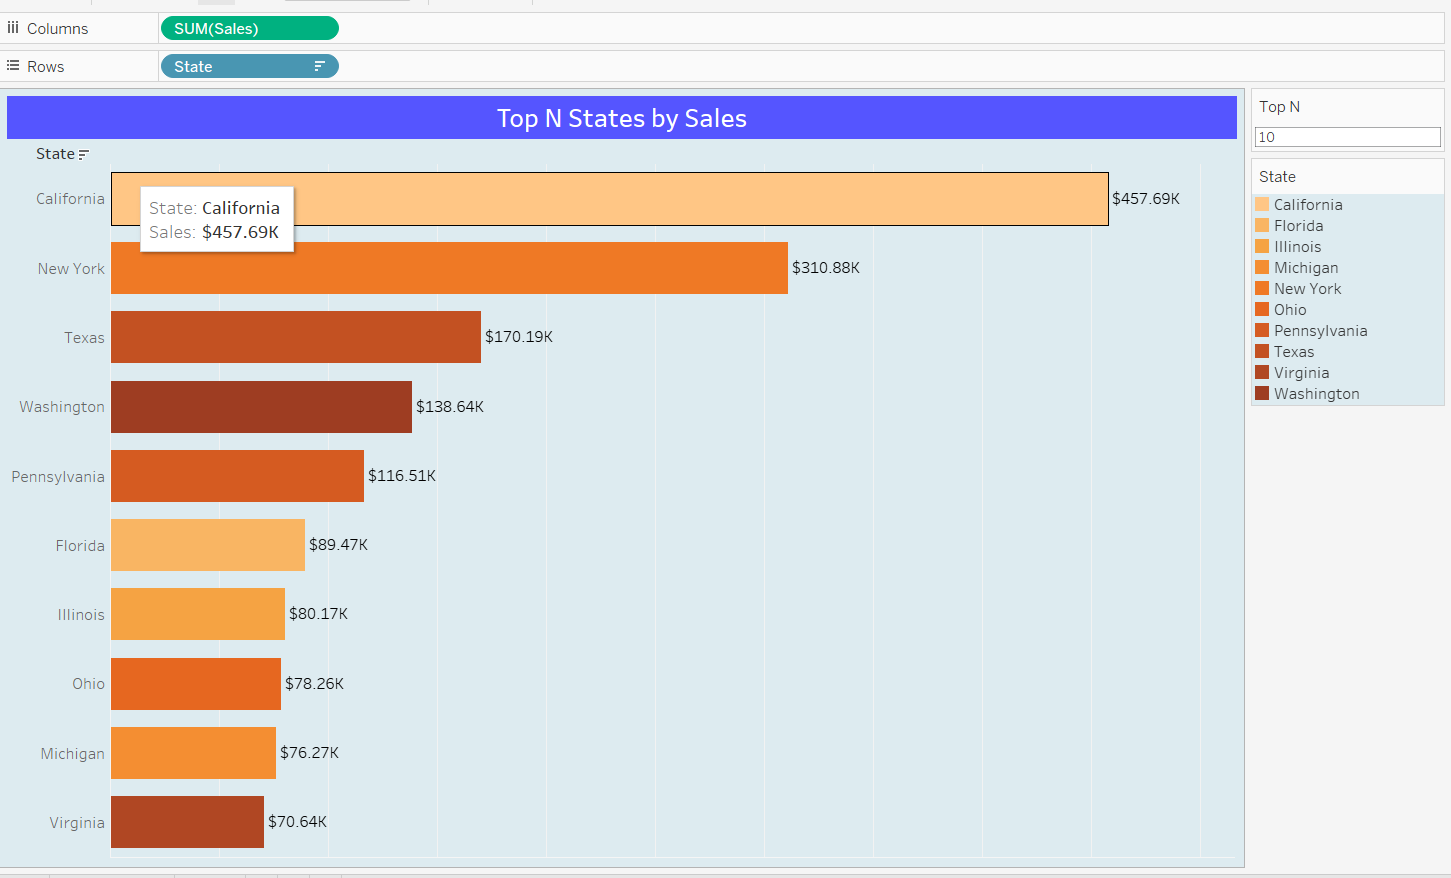 Columns
SUM(Sales)
Rows
State
Top N States by Sales
State
California
$457.69K
State: California
Sales: $457.69K
New York
$310.88K
Texas
$170.19K
Washington
$138.64K
Pennsylvania
$116.51K
Florida
$89.47K
Illinois
$80.17K
Ohio
$78.26K
Michigan
$76.27K
Virginia
$70.64K
Top N
10
State
California
Florida
Illinois
Michigan
New York
Ohio
Pennsylvania
Texas
Virginia
Washington